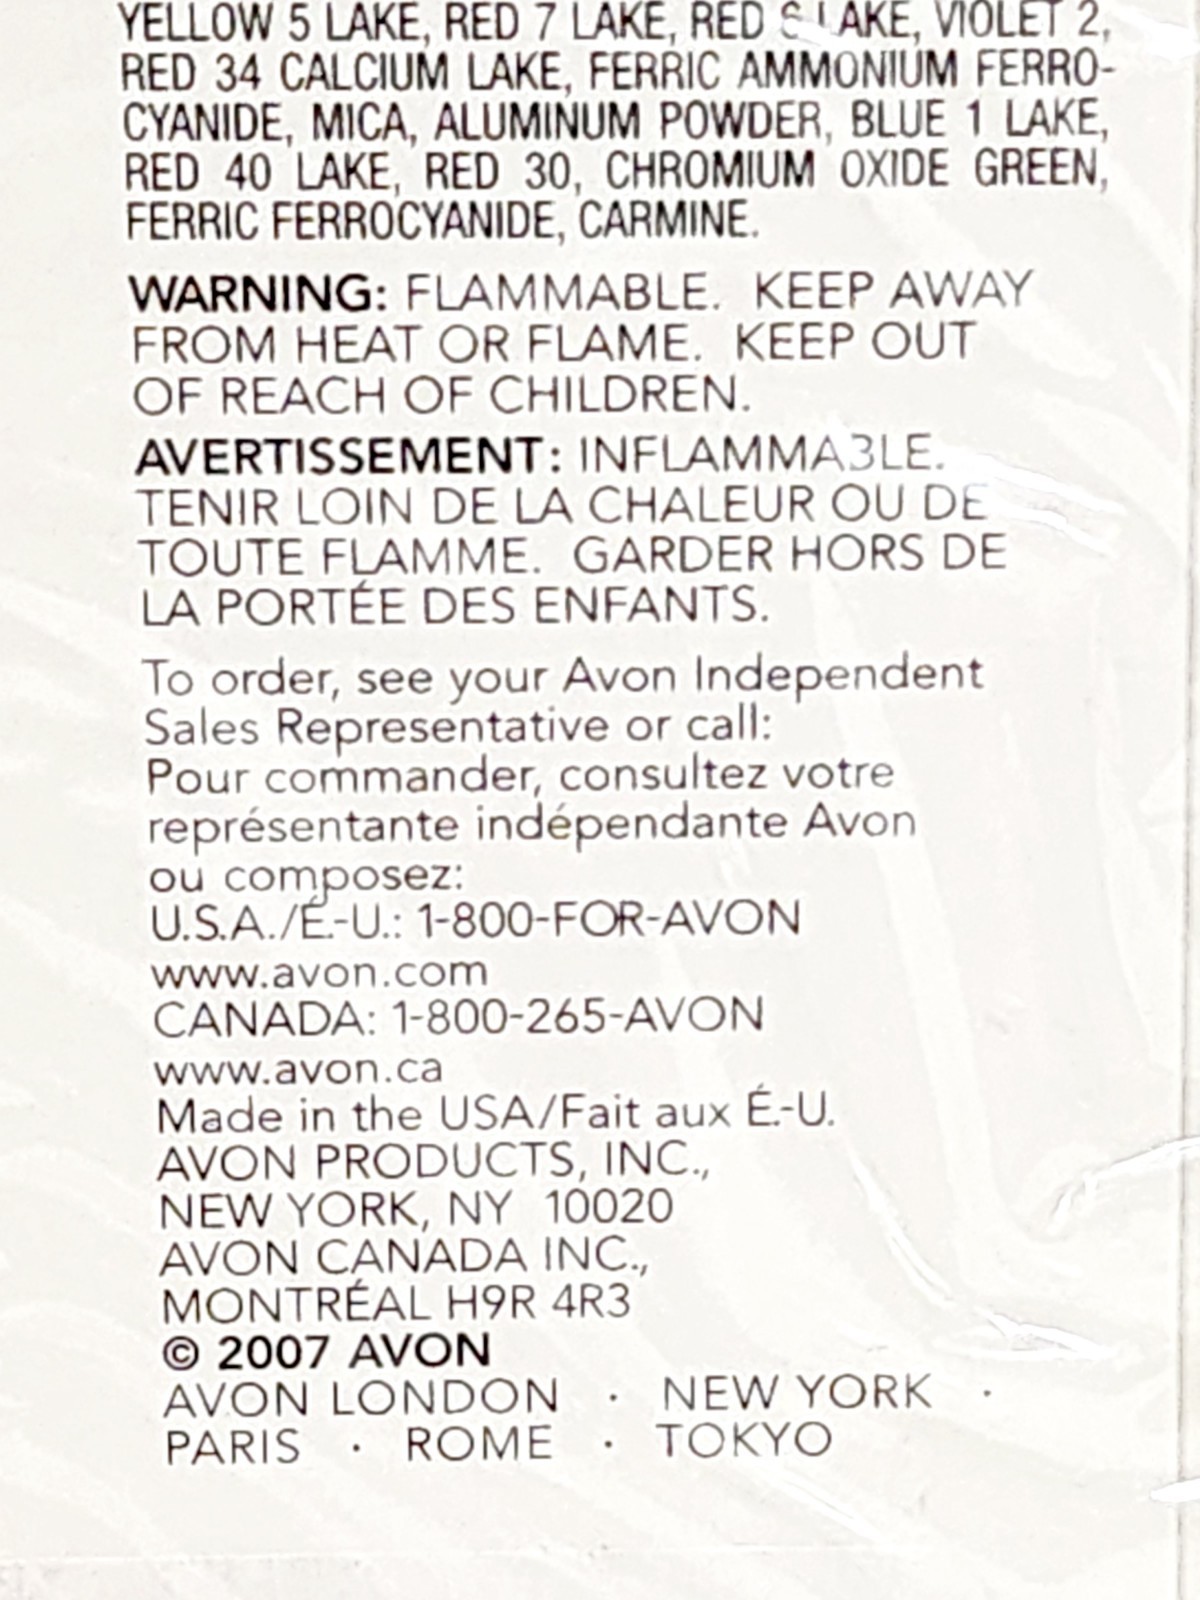 YELLOW 5 LAKE, RED 7 LAKE, RED 6 LAKE, VIOLET 2,
RED 34 CALCIUM LAKE, FERRIC AMMONIUM FERRO-
CYANIDE, MICA, ALUMINUM POWDER, BLUE 1 LAKE,
RED 40 LAKE, RED 30, CHROMIUM OXIDE GREEN,
FERRIC FERROCYANIDE, CARMINE.
WARNING: FLAMMABLE. KEEP AWAY
FROM HEAT OR FLAME. KEEP OUT
OF REACH OF CHILDREN.
AVERTISSEMENT: INFLAMMABLE.
TENIR LOIN DE LA CHALEUR OU DE
TOUTE FLAMME. GARDER HORS DE
LA PORTÉE DES ENFANTS.
To order, see your Avon Independent
Sales Representative or call:
Pour commander, consultez votre
représentante indépendante Avon
ou composez:
U.S.A./É.-U.: 1-800-FOR-AVON
www.avon.com
CANADA: 1-800-265-AVON
www.avon.ca
Made in the USA/Fait aux É.-U.
AVON PRODUCTS, INC.,
NEW YORK, NY 10020
AVON CANADA INC.,
MONTRÉAL H9R 4R3
© 2007 AVON
AVON LONDON · NEW YORK ·
PARIS · ROME · TOKYO